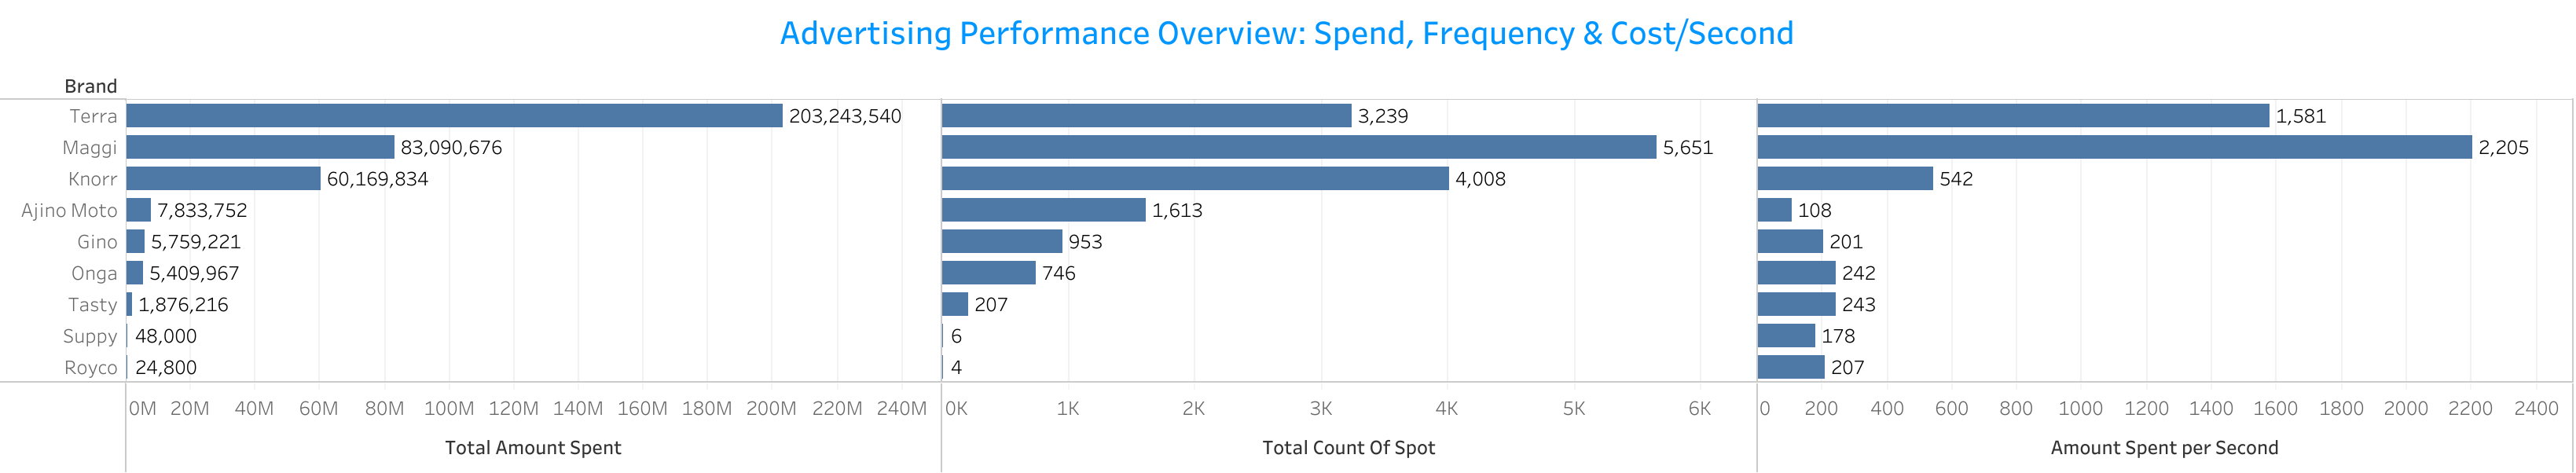 Advertising Performance Overview: Spend, Frequency & Cost/Second
Brand
Terra 203,243,540 3,239 1,581
Maggi 83,090,676 5,651 2,205
Knorr 60,169,834 4,008 542
Ajino Moto 7,833,752 1,613 108
Gino 5,759,221 953 201
Onga 5,409,967 746 242
Tasty 1,876,216 207 243
Suppy 48,000 6 178
Royco 24,800 4 207
0M 20M 40M 60M 80M 100M 120M 140M 160M 180M 200M 220M 240M 0K 1K 2K 3K 4K 5K 6K 0 200 400 600 800 1000 1200 1400 1600 1800 2000 2200 2400
Total Amount Spent Total Count Of Spot Amount Spent per Second